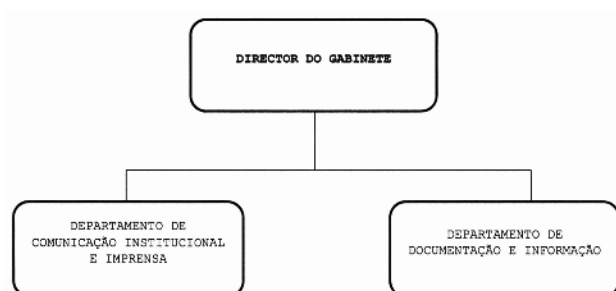 DIRECTOR DO GABINETE
DEPARTAMENTO DE
COMUNICAÇÃO INSTITUCIONAL
E IMPRENSA
DEPARTAMENTO DE
DOCUMENTAÇÃO E INFORMAÇÃO